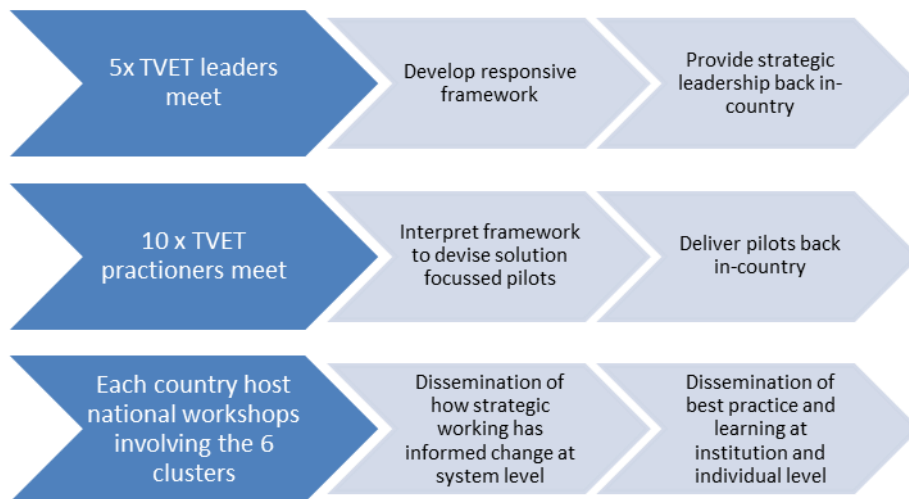 5x TVET leaders
meet
Develop responsive
framework
Provide strategic
leadership back in-
country
10 x TVET
practioners meet
Interpret framework
to devise solution
focussed pilots
Deliver pilots back
in-country
Each country host
national workshops
involving the 6
clusters
Dissemination of
how strategic
working has
informed change at
system level
Dissemination of
best practice and
learning at
institution and
individual level